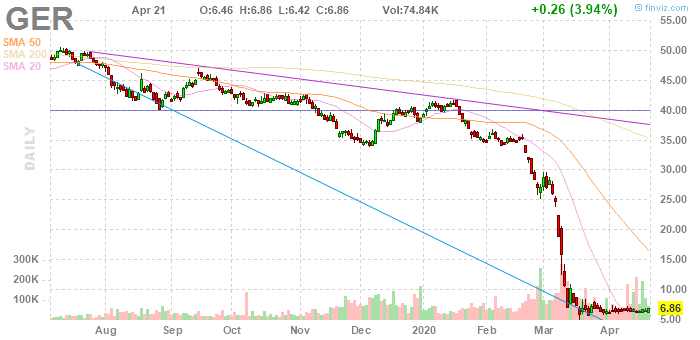 GER Apr 21 O:6.46 H:6.86 L:6.42 C:6.86 Vol:74.84K +0.26 (3.94%)
© finviz.com
SMA 50
SMA 200
SMA 20
DAILY
55.00
50.00
45.00
40.00
35.00
30.00
25.00
20.00
15.00
10.00
6.86
5.00
300K
200K
100K
Aug Sep Oct Nov Dec 2020 Feb Mar Apr